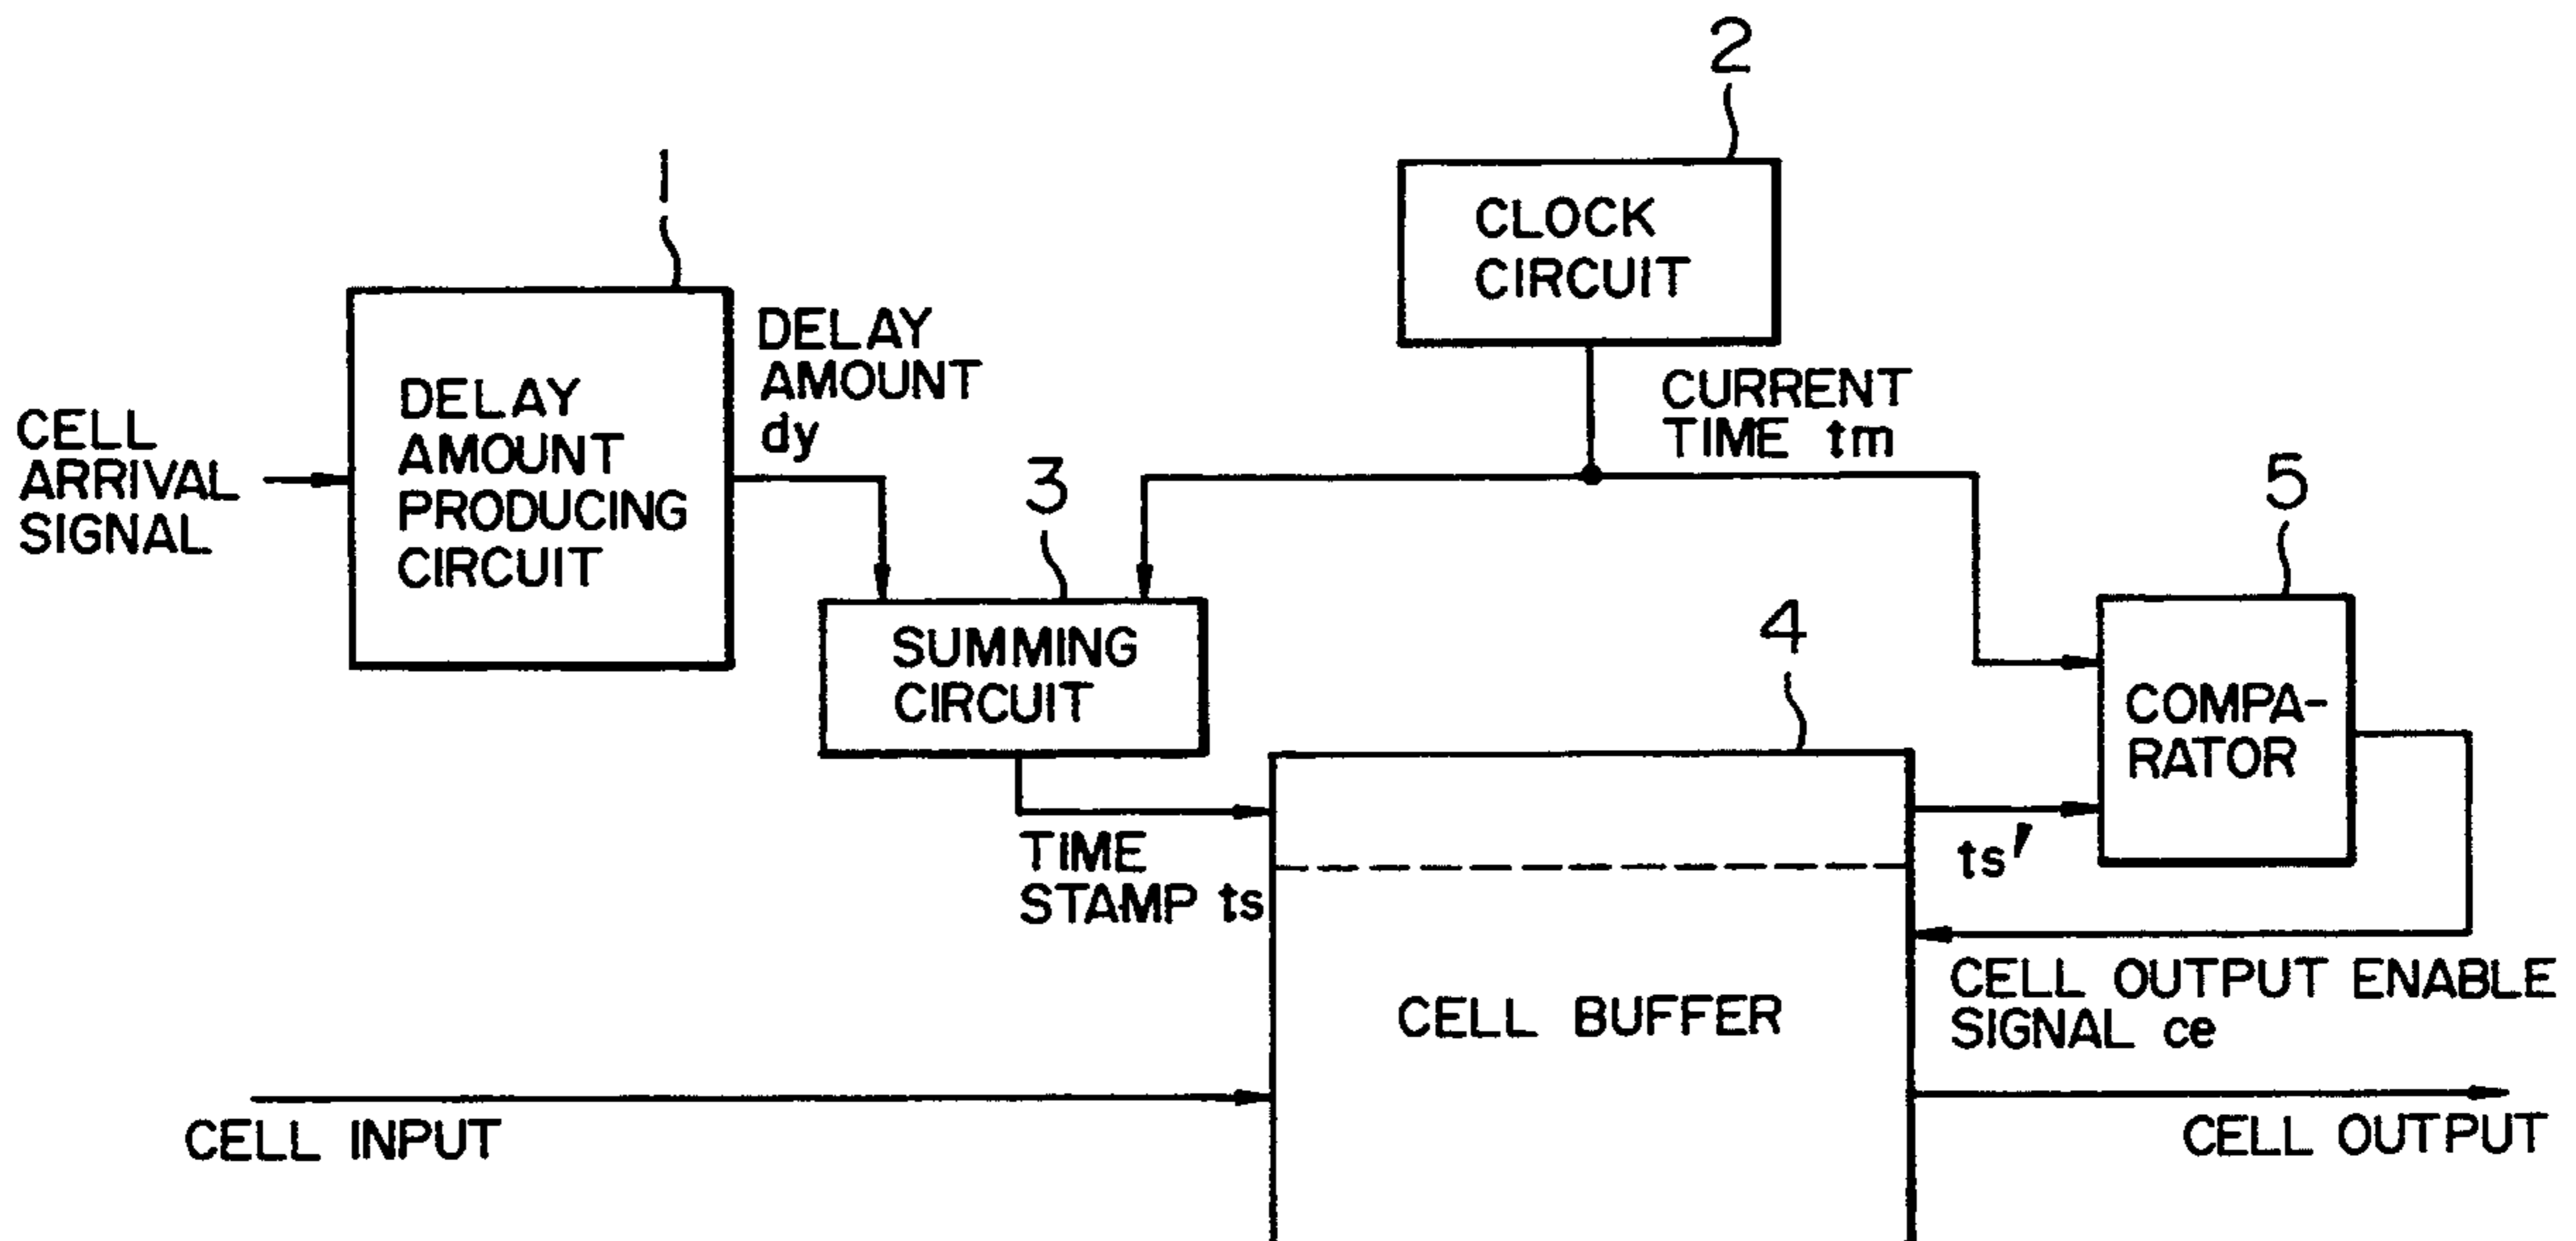 2
1
CLOCK
CIRCUIT
DELAY
AMOUNT
dy
DELAY
AMOUNT
PRODUCING
CIRCUIT
CELL
ARRIVAL
SIGNAL
CURRENT
TIME tm
3
5
SUMMING
CIRCUIT
4
COMPA-
RATOR
TIME
STAMP ts
ts'
CELL BUFFER
CELL OUTPUT ENABLE
SIGNAL ce
CELL INPUT
CELL OUTPUT